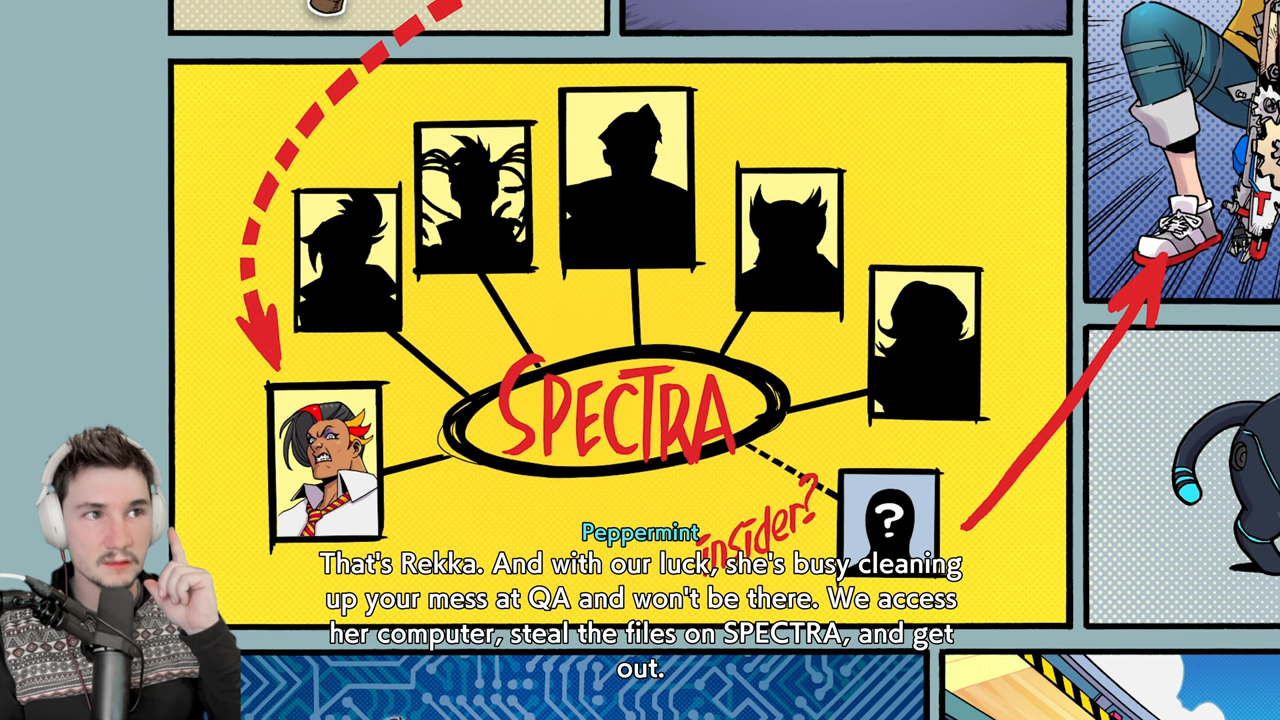 SPECTRA
insider?
?
Peppermint
That's Rekka. And with our luck, she's busy cleaning
up your mess at QA and won't be there. We access
her computer, steal the files on SPECTRA, and get
out.